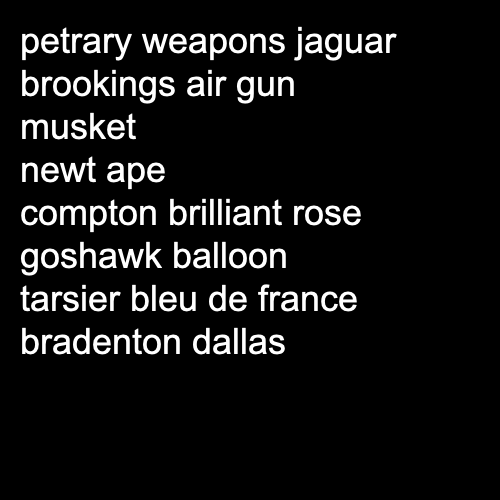 petrary weapons jaguar
brookings air gun
musket
newt ape
compton brilliant rose
goshawk balloon
tarsier bleu de france
bradenton dallas